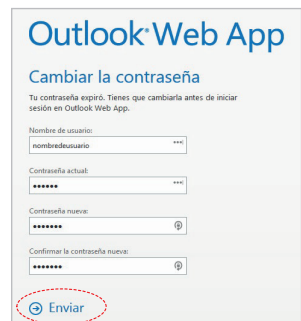 Outlook Web App
Cambiar la contraseña
Tu contraseña expiró. Tienes que cambiarla antes de iniciar
sesión en Outlook Web App.
Nombre de usuario:
nombredeusuario
Contraseña actual:
••••••
Contraseña nueva:
•••••••
Confirmar la contraseña nueva:
•••••••
Enviar